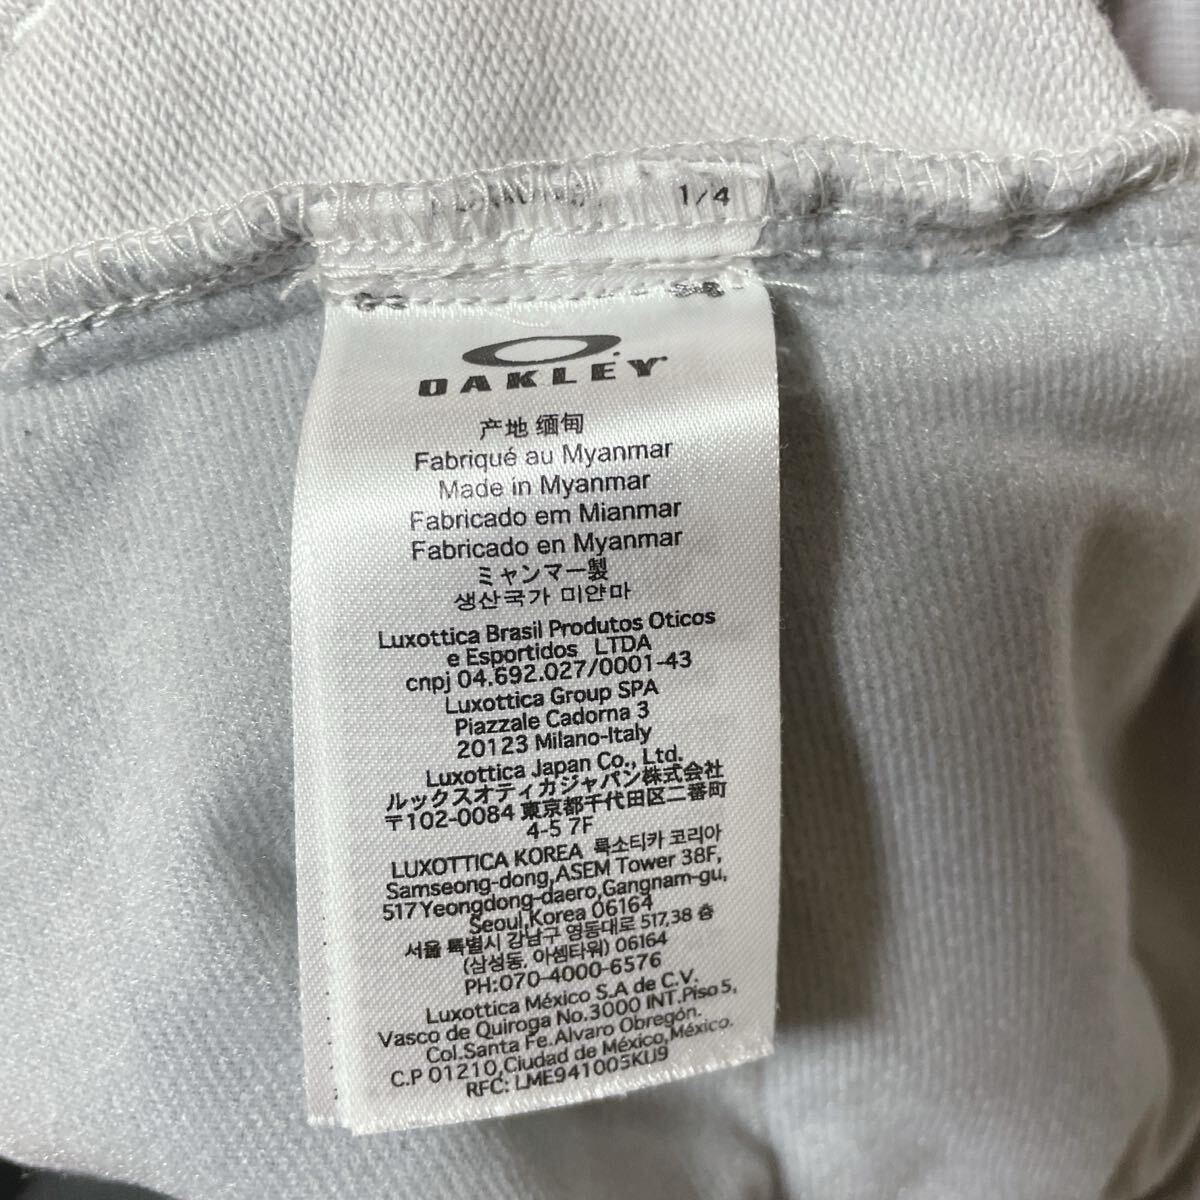 1/4
OAKLEY
产地 缅甸
Fabriqué au Myanmar
Made in Myanmar
Fabricado em Mianmar
Fabricado en Myanmar
ミャンマー製
생산국가 미얀마
Luxottica Brasil Produtos Oticos
e Esportidos LTDA
cnpj 04.692.027/0001-43
Luxottica Group SPA
Piazzale Cadorna 3
20123 Milano-Italy
Luxottica Japan Co., Ltd.
ルックスオティカジャパン株式会社
〒102-0084 東京都千代田区二番町
4-5 7F
LUXOTTICA KOREA 룩소티카 코리아
Samseong-dong,ASEM Tower 38F,
517Yeongdong-daero,Gangnam-gu,
Seoul,Korea 06164
서울 특별시 강남구 영동대로 517,38 층
(삼성동, 아셈타워) 06164
PH:070-4000-6576
Luxottica México S.A de C.V.
Vasco de Quiroga No.3000 INT.Piso 5,
Col.Santa Fe.Alvaro Obregón.
C.P 01210,Ciudad de México,México.
RFC: LME941005KU9